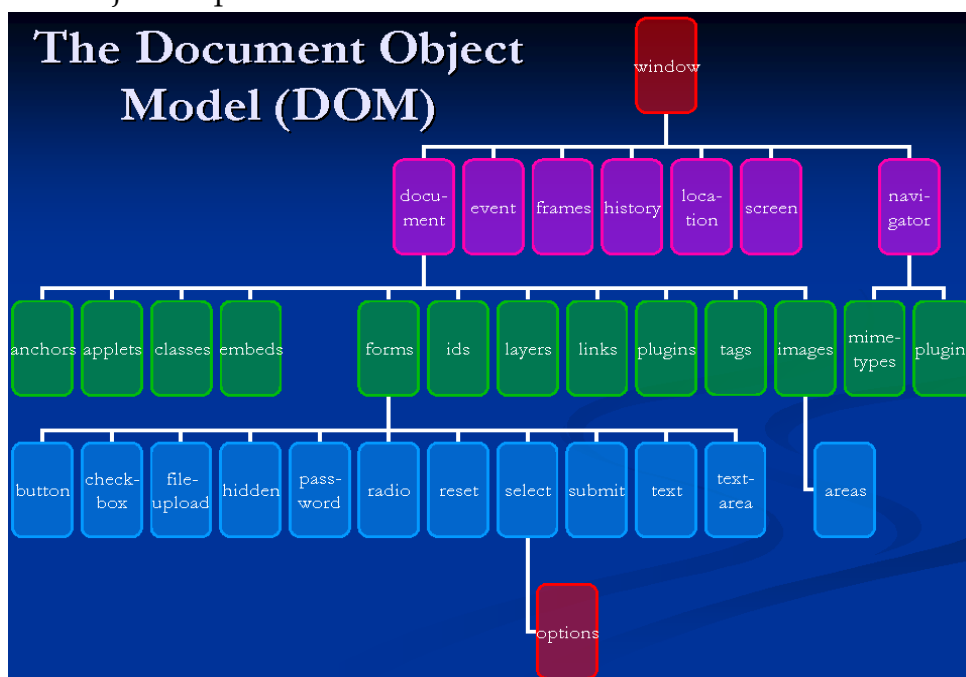 The Document Object
Model (DOM)
window
docu-
ment
event
frames
history
loca-
tion
screen
navi-
gator
anchors
applets
classes
embeds
forms
ids
layers
links
plugins
tags
images
mime-
types
plugin
button
check-
box
file-
upload
hidden
pass-
word
radio
reset
select
submit
text
text-
area
areas
options